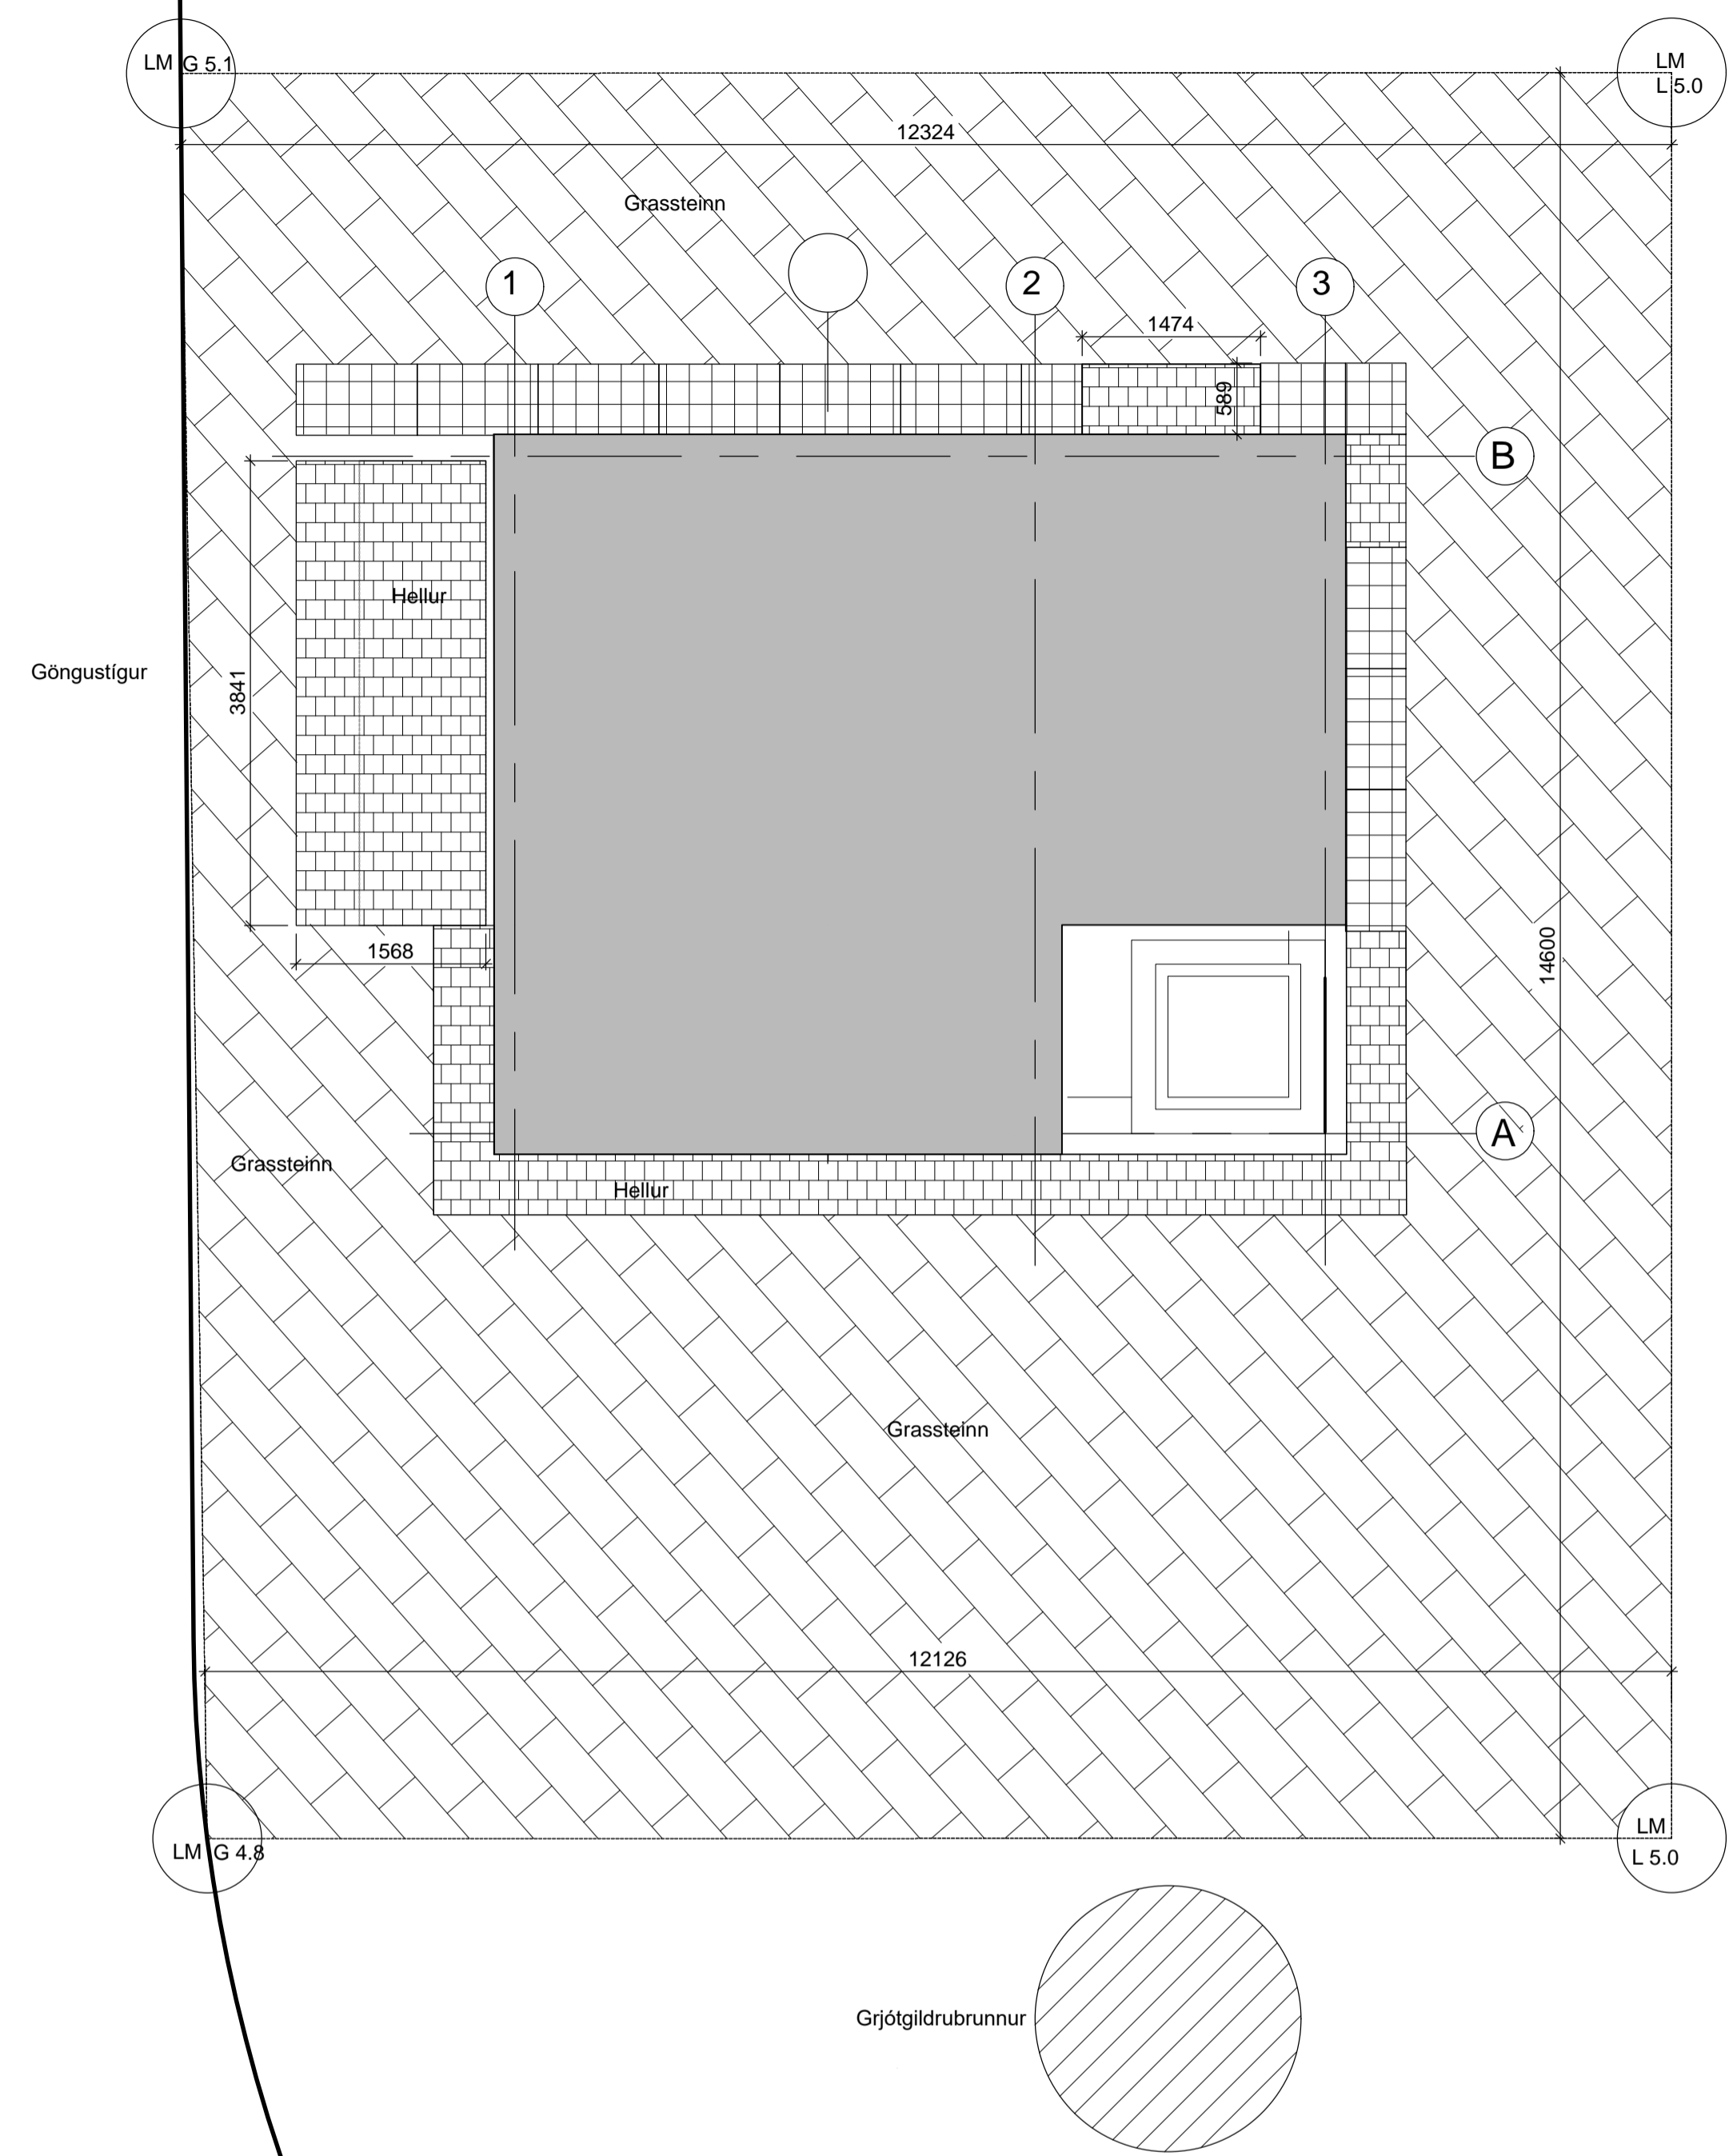 LM G 5.1
LM
L 5.0
12324
Grassteinn
1
2
3
1474
589
B
Hellur
Göngustígur
3841
1568
14600
A
Grassteinn
Hellur
Grassteinn
12126
LM G 4.8
LM
L 5.0
Grjótgildrubrunnur